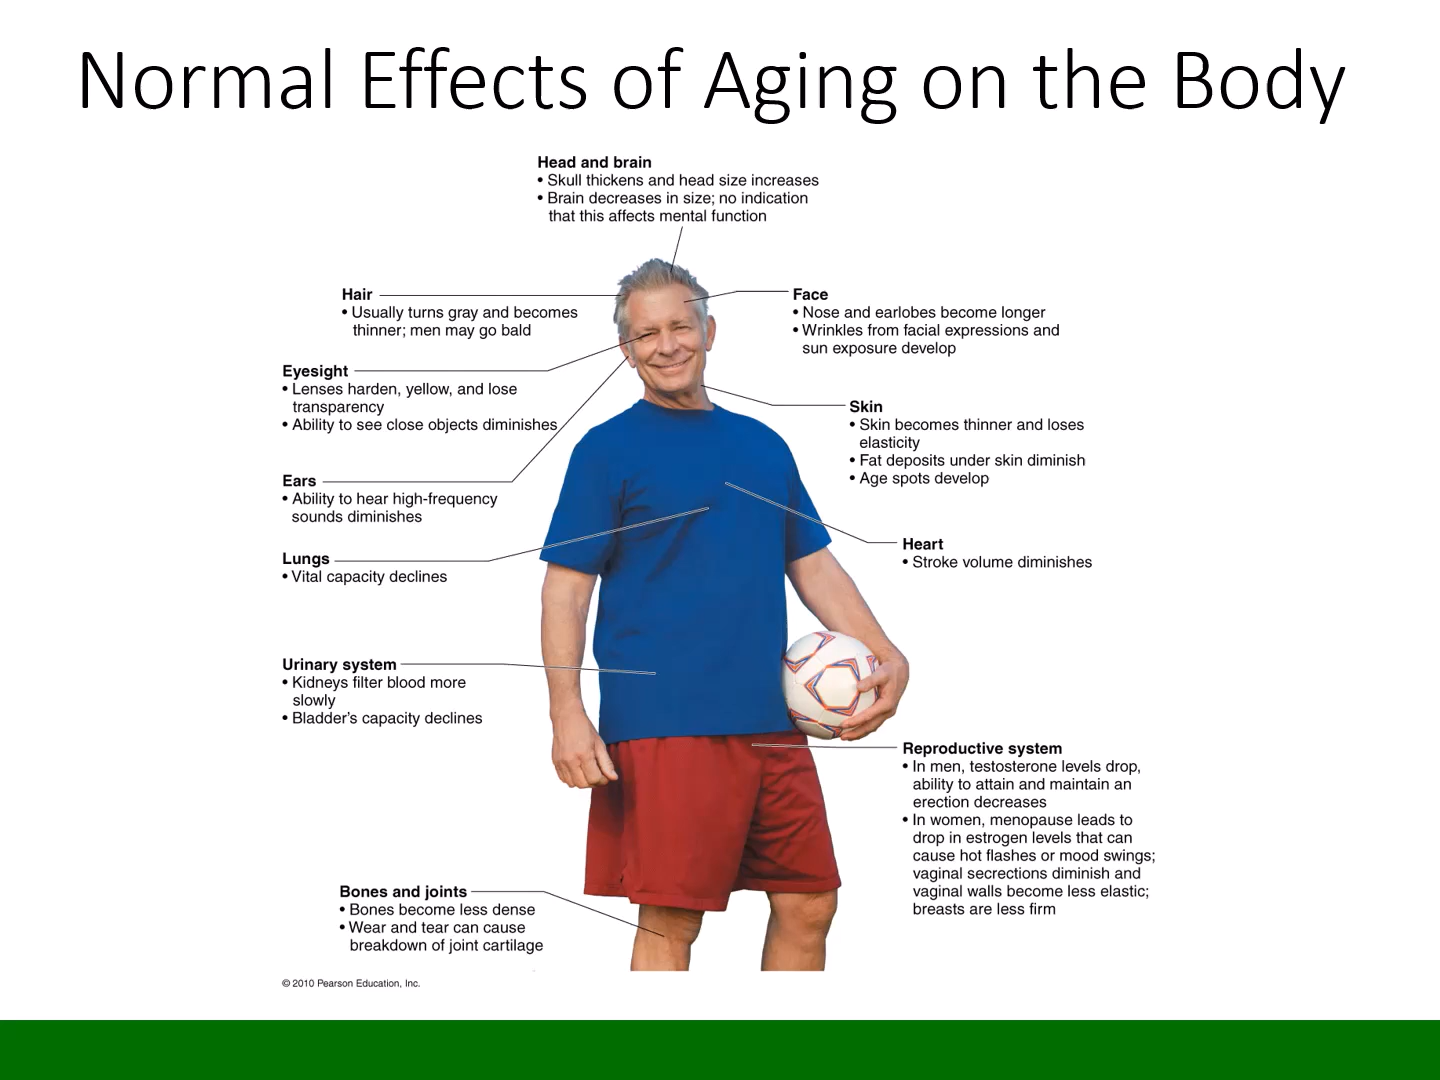 Normal Effects of Aging on the Body
Head and brain
• Skull thickens and head size increases
• Brain decreases in size; no indication
that this affects mental function
Hair
• Usually turns gray and becomes
thinner; men may go bald
Face
• Nose and earlobes become longer
• Wrinkles from facial expressions and
sun exposure develop
Eyesight
• Lenses harden, yellow, and lose
transparency
• Ability to see close objects diminishes
Skin
• Skin becomes thinner and loses
elasticity
• Fat deposits under skin diminish
• Age spots develop
Ears
• Ability to hear high-frequency
sounds diminishes
Heart
• Stroke volume diminishes
Lungs
• Vital capacity declines
Urinary system
• Kidneys filter blood more
slowly
• Bladder's capacity declines
Reproductive system
• In men, testosterone levels drop,
ability to attain and maintain an
erection decreases
• In women, menopause leads to
drop in estrogen levels that can
cause hot flashes or mood swings;
vaginal secrections diminish and
vaginal walls become less elastic;
breasts are less firm
Bones and joints
• Bones become less dense
• Wear and tear can cause
breakdown of joint cartilage
© 2010 Pearson Education, Inc.